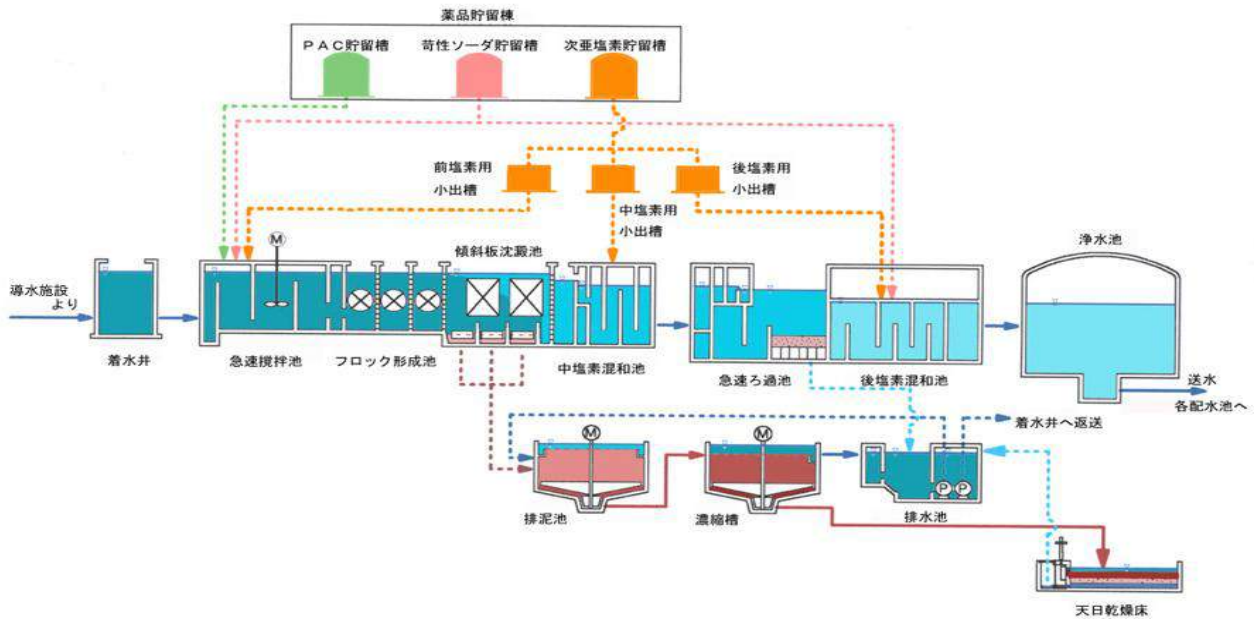 薬品貯留棟
PAC貯留槽
苛性ソーダ貯留槽
次亜塩素貯留槽
前塩素用
小出槽
中塩素用
小出槽
後塩素用
小出槽
導水施設
より
着水井
M
急速撹拌池
フロック形成池
傾斜板沈澱池
中塩素混和池
急速ろ過池
後塩素混和池
浄水池
送水
各配水池へ
着水井へ返送
M
排泥池
M
濃縮槽
P
P
排水池
天日乾燥床